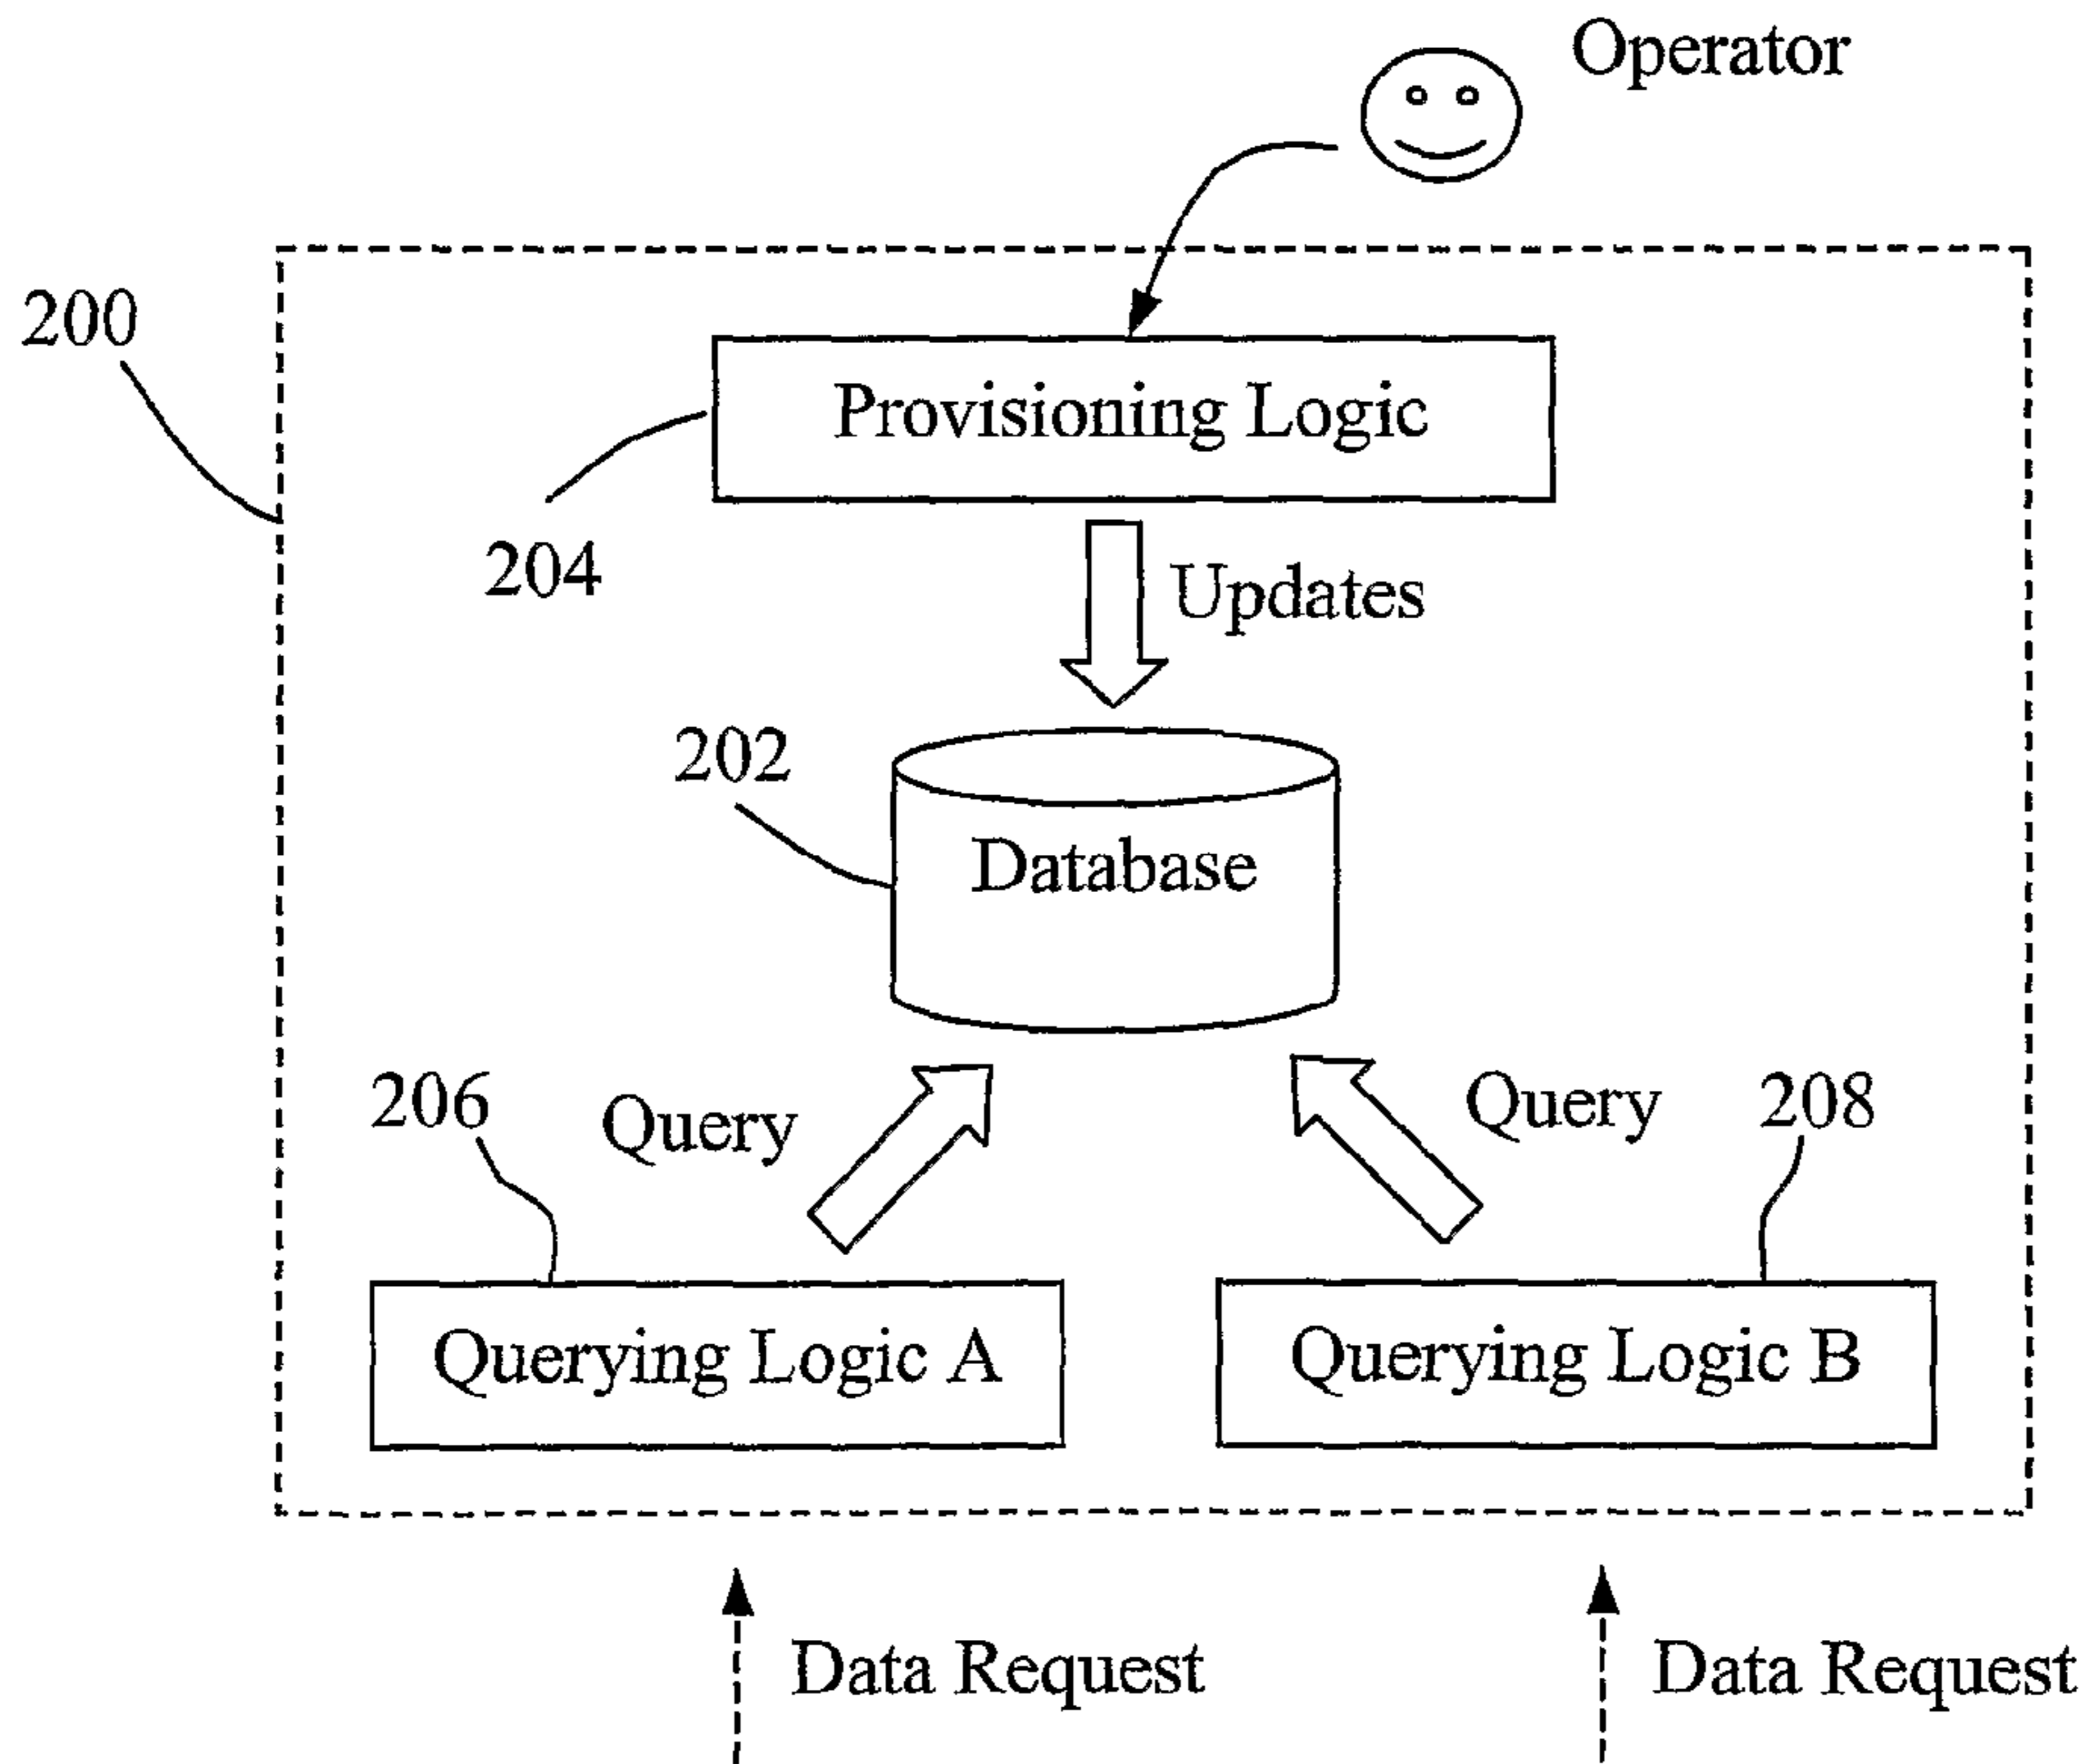 Operator
200
Provisioning Logic
204
Updates
202
Database
206
Query
Query
208
Querying Logic A
Querying Logic B
Data Request
Data Request